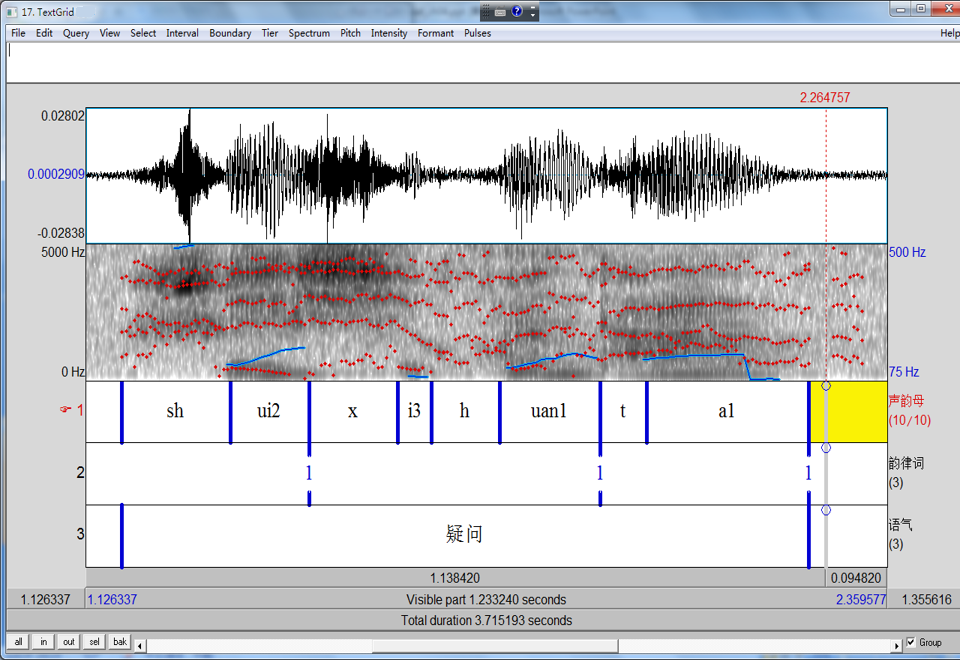 17. TextGrid
File Edit Query View Select Interval Boundary Tier Spectrum Pitch Intensity Formant Pulses Help
2.264757
0.02802
0.0002909
-0.02838
5000 Hz 500 Hz
0 Hz 75 Hz
1 sh ui2 x i3 h uan1 t a1 声韵母
(10/10)
2 1 1 1 韵律词
(3)
3 疑问 语气
(3)
1.138420 0.094820
1.126337 1.126337 Visible part 1.233240 seconds 2.359577 1.355616
Total duration 3.715193 seconds
all in out sel bak Group